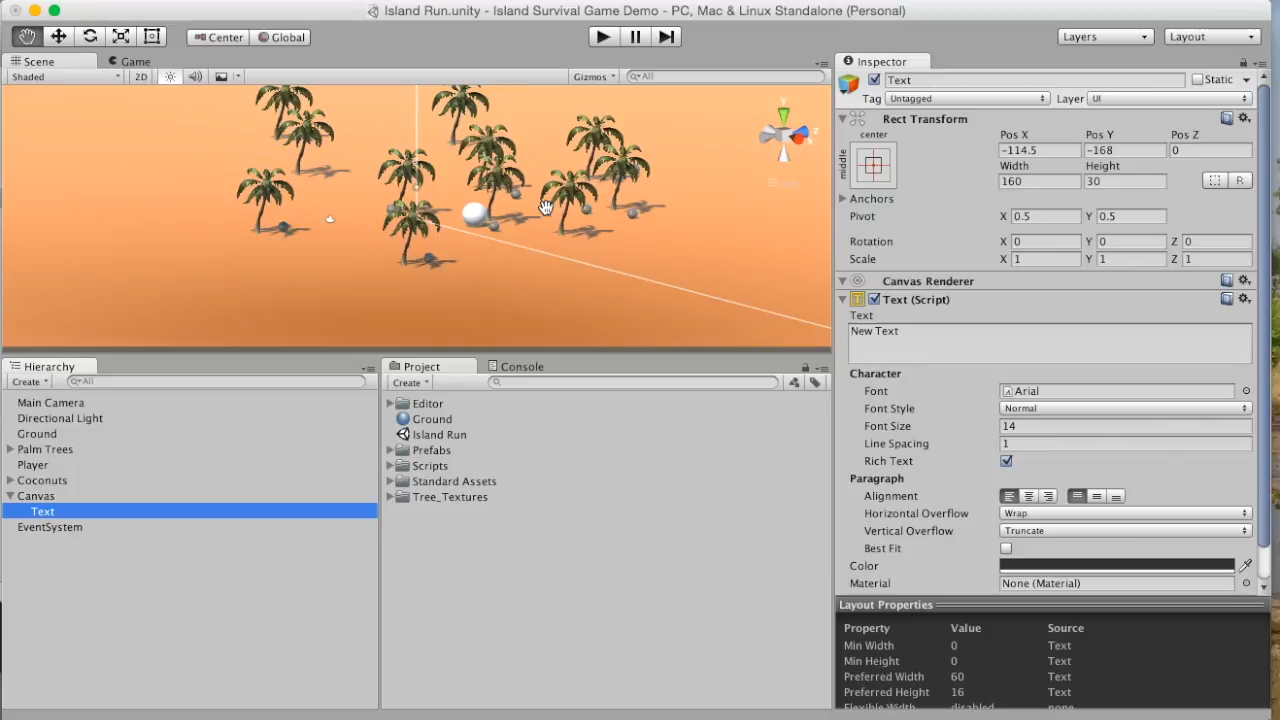 Island Run.unity - Island Survival Game Demo - PC, Mac & Linux Standalone (Personal)
Center Global Layers Layout
Scene Game
Shaded 2D Gizmos All
y
z
Inspector
Text Static
Tag Untagged Layer UI
Rect Transform
center Pos X Pos Y Pos Z
middle -114.5 -168 0
Width Height
160 30 R
Anchors
Pivot X 0.5 Y 0.5
Rotation X 0 Y 0 Z 0
Scale X 1 Y 1 Z 1
Canvas Renderer
Text (Script)
Text
New Text
Character
Font Arial
Font Style Normal
Font Size 14
Line Spacing 1
Rich Text
Paragraph
Alignment
Horizontal Overflow Wrap
Vertical Overflow Truncate
Best Fit
Color
Material None (Material)
Layout Properties
Property Value Source
Min Width 0 Text
Min Height 0 Text
Preferred Width 60 Text
Preferred Height 16 Text
Flexible Width disabled none
Hierarchy
Create All
Main Camera
Directional Light
Ground
Palm Trees
Player
Coconuts
Canvas
Text
EventSystem
Project Console
Create
Editor
Ground
Island Run
Prefabs
Scripts
Standard Assets
Tree_Textures